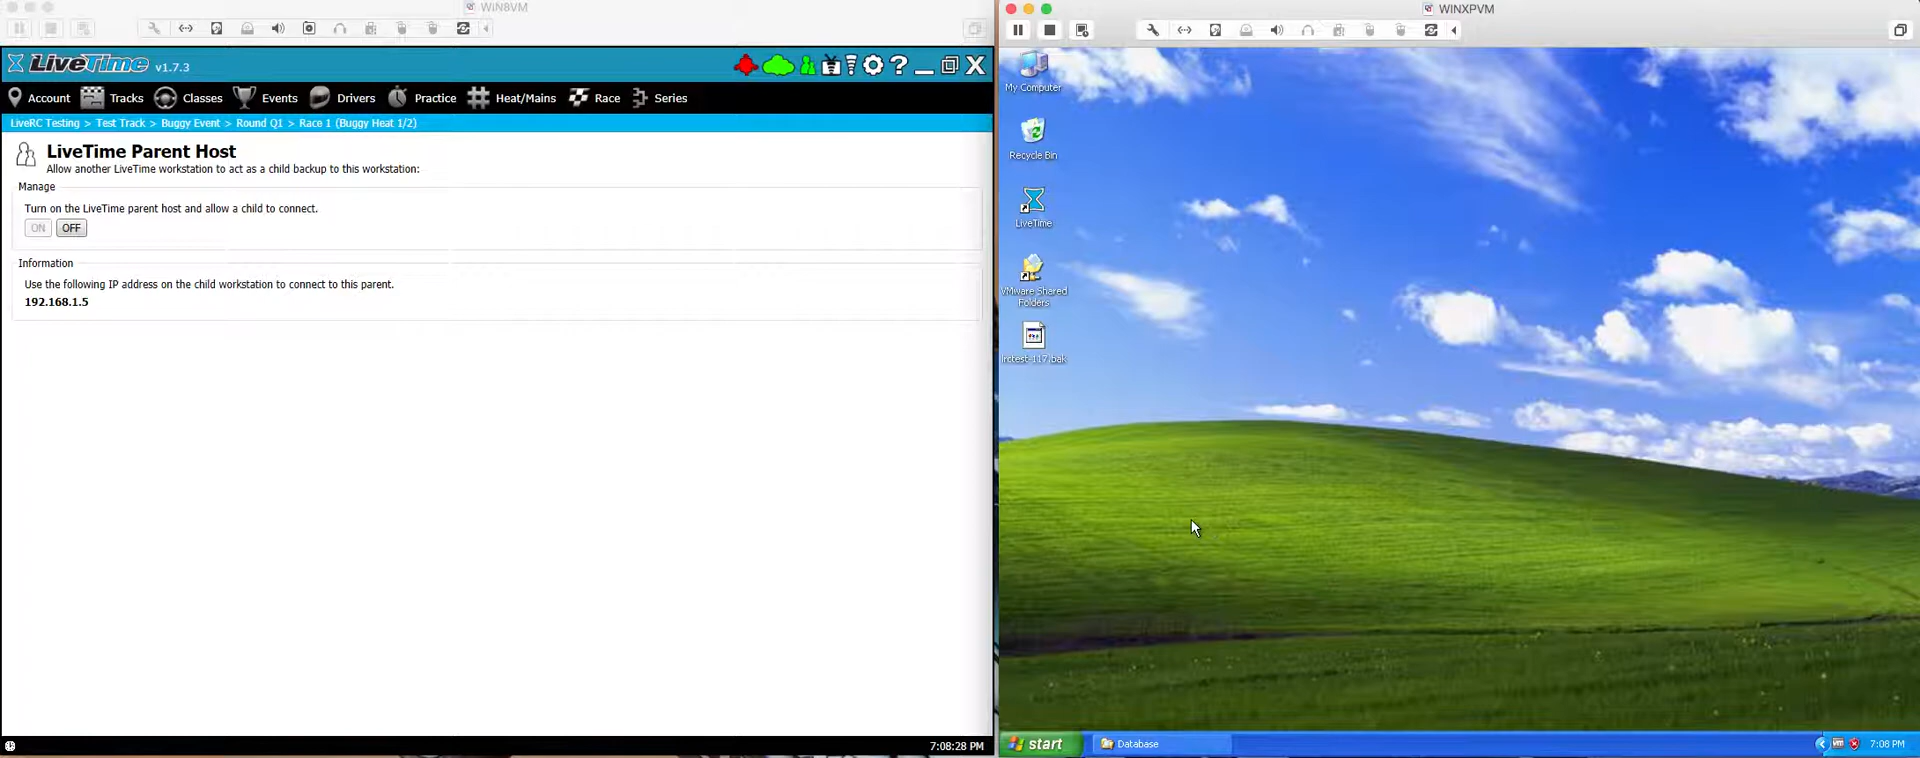 WIN8VM
LiveTime v1.7.3
Account Tracks Classes Events Drivers Practice Heat/Mains Race Series
LiveRC Testing > Test Track > Buggy Event > Round Q1 > Race 1 (Buggy Heat 1/2)
LiveTime Parent Host
Allow another LiveTime workstation to act as a child backup to this workstation:
Manage
Turn on the LiveTime parent host and allow a child to connect.
ON OFF
Information
Use the following IP address on the child workstation to connect to this parent.
192.168.1.5
7:08:28 PM
WINXPVM
My Computer
Recycle Bin
LiveTime
VMware Shared
Folders
start
Database
7:08 PM